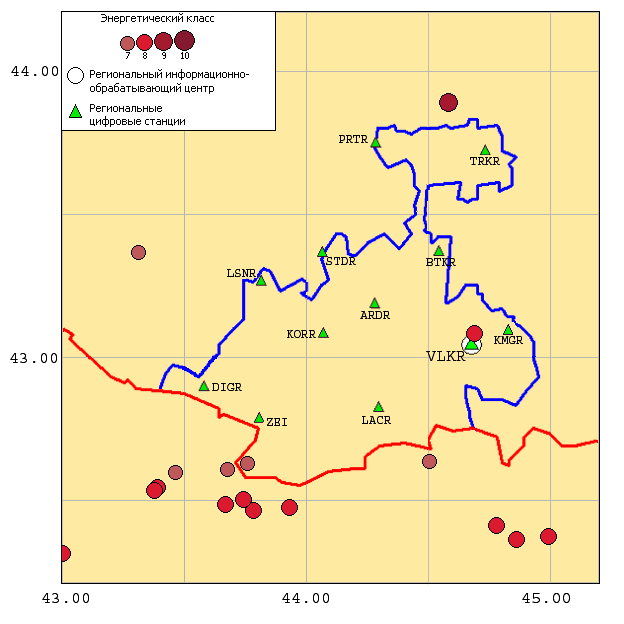 Энергетический класс
7 8 9 10
Региональный информационно-
обрабатывающий центр
Региональные
цифровые станции
44.00
PRTR
TRKR
STDR
BTKR
LSNR
ARDR
KORR
KMGR
43.00
VLKR
DIGR
LACR
ZEI
43.00 44.00 45.00